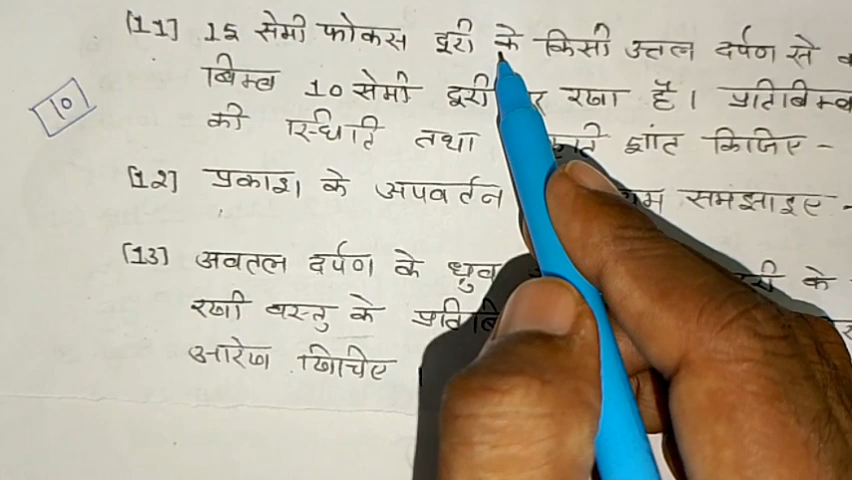 [11] 15 सेमी फोकस दूरी के किसी उत्तल दर्पण से
बिम्ब 10 सेमी दूरी रखा है। प्रतिबिम्ब
10
की स्थिति तथा ज्ञांत किजिए -
[12] प्रकाश के अपवर्तन समझाइए -
[13] अवतल दर्पण के ध्रुव के
रखी वस्तु के
आरेख खिचिए